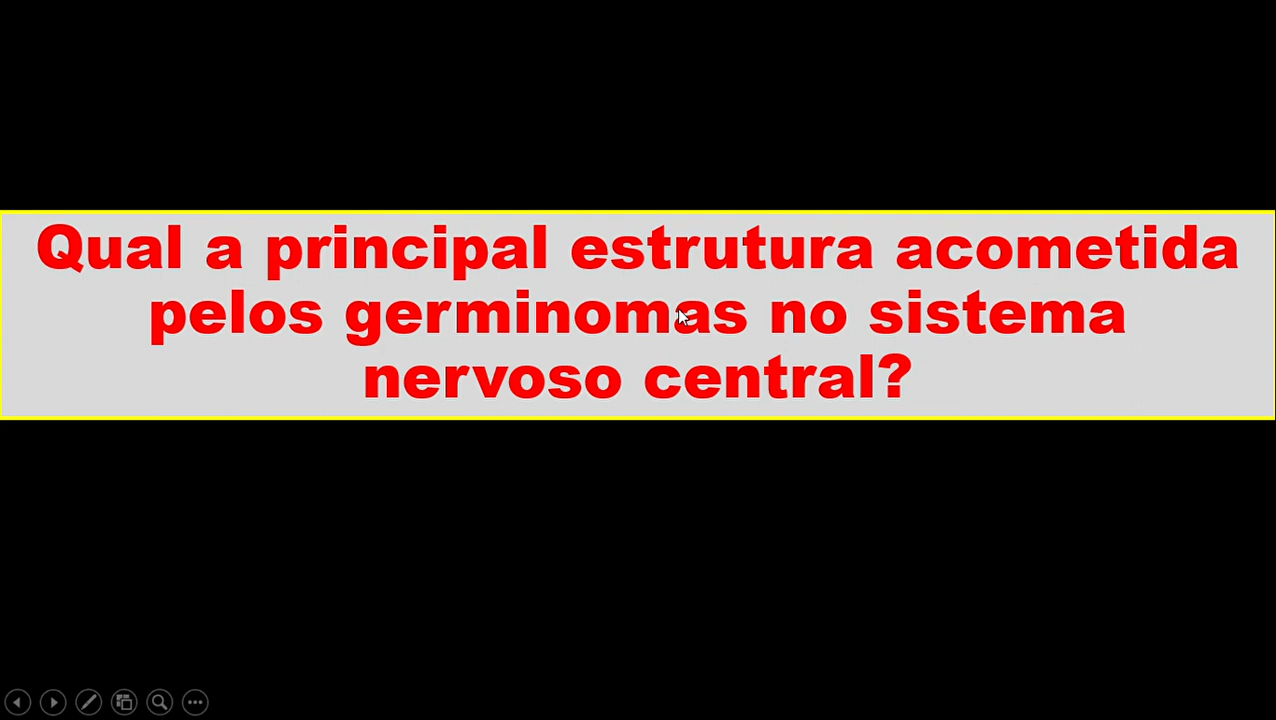 Qual a principal estrutura acometida
pelos germinomas no sistema
nervoso central?